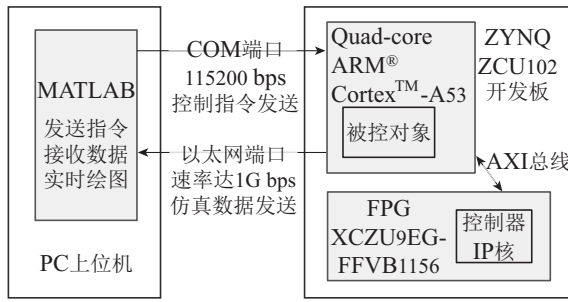 MATLAB
发送指令
接收数据
实时绘图
PC上位机
COM端口
115200 bps
控制指令发送
以太网端口
速率达1G bps
仿真数据发送
Quad-core
ARM®
Cortex™-A53
被控对象
ZYNQ
ZCU102
开发板
AXI总线
FPG
XCZU9EG-
FFVB1156
控制器
IP核